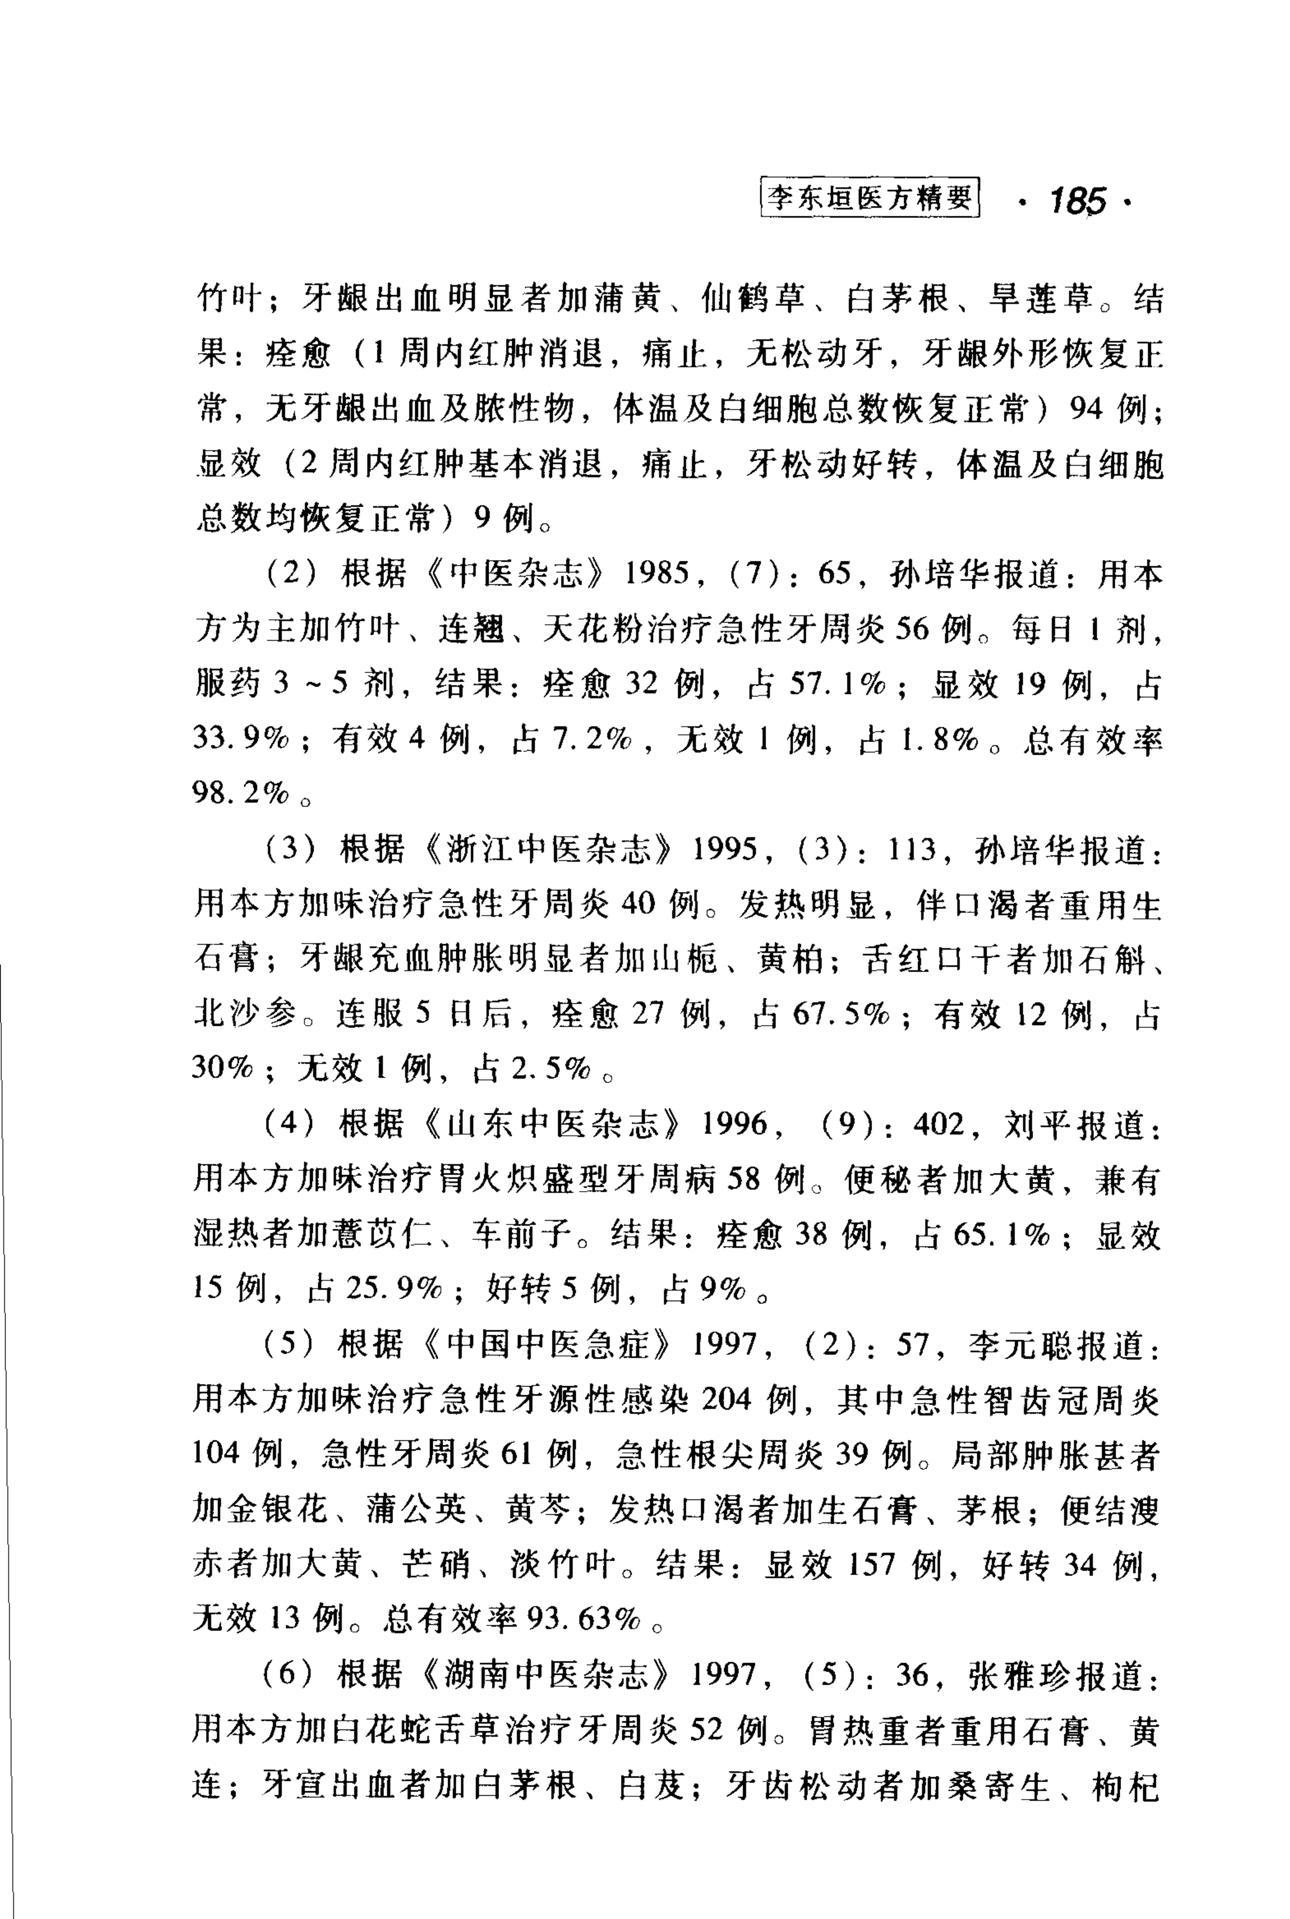 李东垣医方精要 · 185 ·
竹叶；牙龈出血明显者加蒲黄、仙鹤草、白茅根、旱莲草。结
果：痊愈（1 周内红肿消退，痛止，无松动牙，牙龈外形恢复正
常，无牙龈出血及脓性物，体温及白细胞总数恢复正常）94 例；
显效（2 周内红肿基本消退，痛止，牙松动好转，体温及白细胞
总数均恢复正常）9 例。
（2）根据《中医杂志》1985，（7）：65，孙培华报道：用本
方为主加竹叶、连翘、天花粉治疗急性牙周炎 56 例。每日 1 剂，
服药 3 ~ 5 剂，结果：痊愈 32 例，占 57.1%；显效 19 例，占
33.9%；有效 4 例，占 7.2%，无效 1 例，占 1.8%。总有效率
98.2%。
（3）根据《浙江中医杂志》1995，（3）：113，孙培华报道：
用本方加味治疗急性牙周炎 40 例。发热明显，伴口渴者重用生
石膏；牙龈充血肿胀明显者加山栀、黄柏；舌红口干者加石斛、
北沙参。连服 5 日后，痊愈 27 例，占 67.5%；有效 12 例，占
30%；无效 1 例，占 2.5%。
（4）根据《山东中医杂志》1996，（9）：402，刘平报道：
用本方加味治疗胃火炽盛型牙周病 58 例。便秘者加大黄，兼有
湿热者加薏苡仁、车前子。结果：痊愈 38 例，占 65.1%；显效
15 例，占 25.9%；好转 5 例，占 9%。
（5）根据《中国中医急症》1997，（2）：57，李元聪报道：
用本方加味治疗急性牙源性感染 204 例，其中急性智齿冠周炎
104 例，急性牙周炎 61 例，急性根尖周炎 39 例。局部肿胀甚者
加金银花、蒲公英、黄芩；发热口渴者加生石膏、茅根；便结溲
赤者加大黄、芒硝、淡竹叶。结果：显效 157 例，好转 34 例，
无效 13 例。总有效率 93.63%。
（6）根据《湖南中医杂志》1997，（5）：36，张雅珍报道：
用本方加白花蛇舌草治疗牙周炎 52 例。胃热重者重用石膏、黄
连；牙宣出血者加白茅根、白芨；牙齿松动者加桑寄生、枸杞